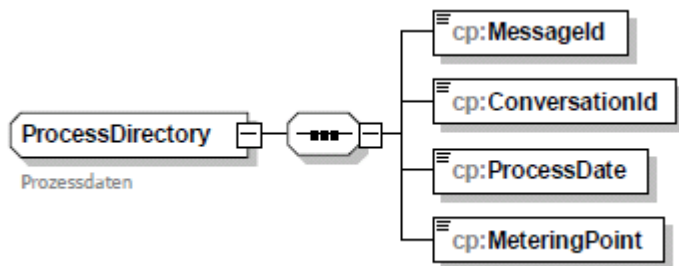 cp:MessageId
cp:ConversationId
ProcessDirectory
cp:ProcessDate
Prozessdaten
cp:MeteringPoint